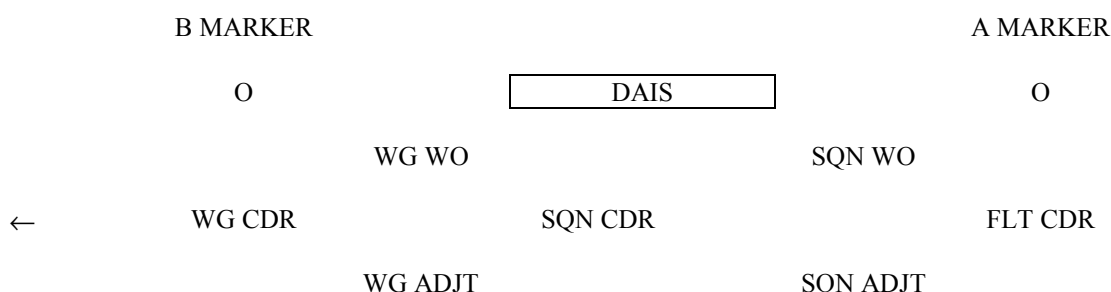 B MARKER A MARKER
O DAIS O
WG WO SQN WO
← WG CDR SQN CDR FLT CDR
WG ADJT SON ADJT